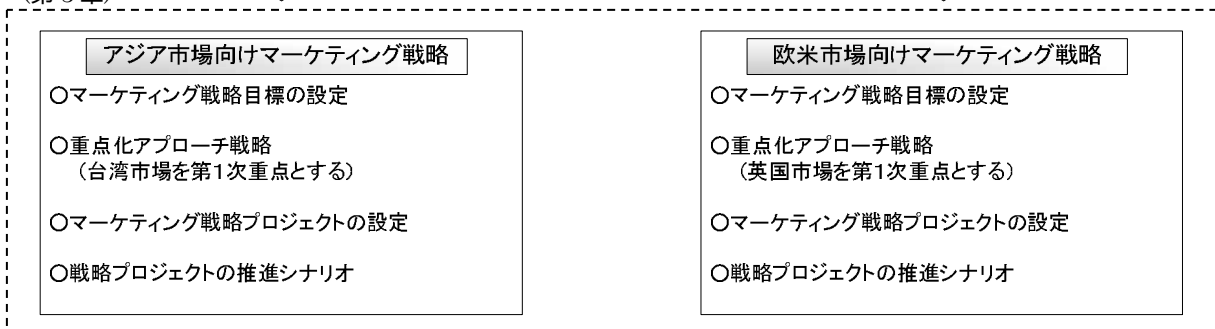 アジア市場向けマーケティング戦略
○マーケティング戦略目標の設定
○重点化アプローチ戦略
（台湾市場を第1次重点とする）
○マーケティング戦略プロジェクトの設定
○戦略プロジェクトの推進シナリオ
欧米市場向けマーケティング戦略
○マーケティング戦略目標の設定
○重点化アプローチ戦略
（英国市場を第1次重点とする）
○マーケティング戦略プロジェクトの設定
○戦略プロジェクトの推進シナリオ